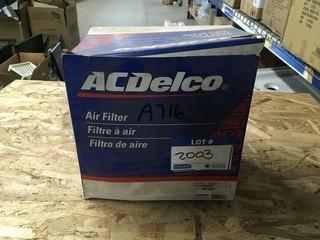 ACDelco®
Air Filter
A716
Filtre à air
Filtro de aire
LOT #
2003